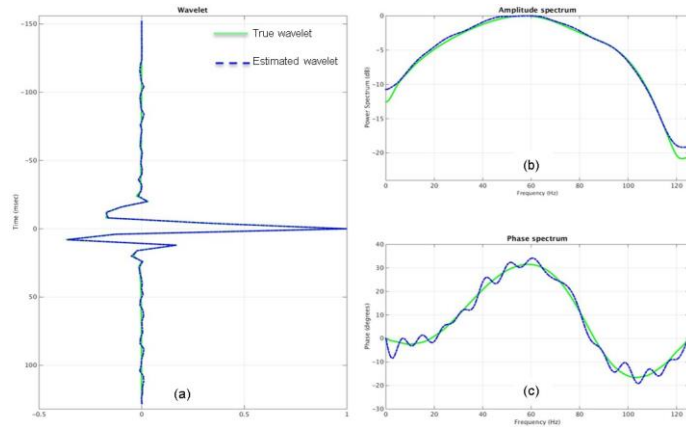 Wavelet
True wavelet
Estimated wavelet
-150
-100
-50
0
50
100
Time (msec)
-0.5
0
0.5
1
(a)
Amplitude spectrum
0
-5
-10
-15
-20
Power Spectrum (dB)
0
20
40
60
80
100
120
Frequency (Hz)
(b)
Phase spectrum
40
30
20
10
0
-10
-20
-30
Phase (degrees)
0
20
40
60
80
100
120
Frequency (Hz)
(c)